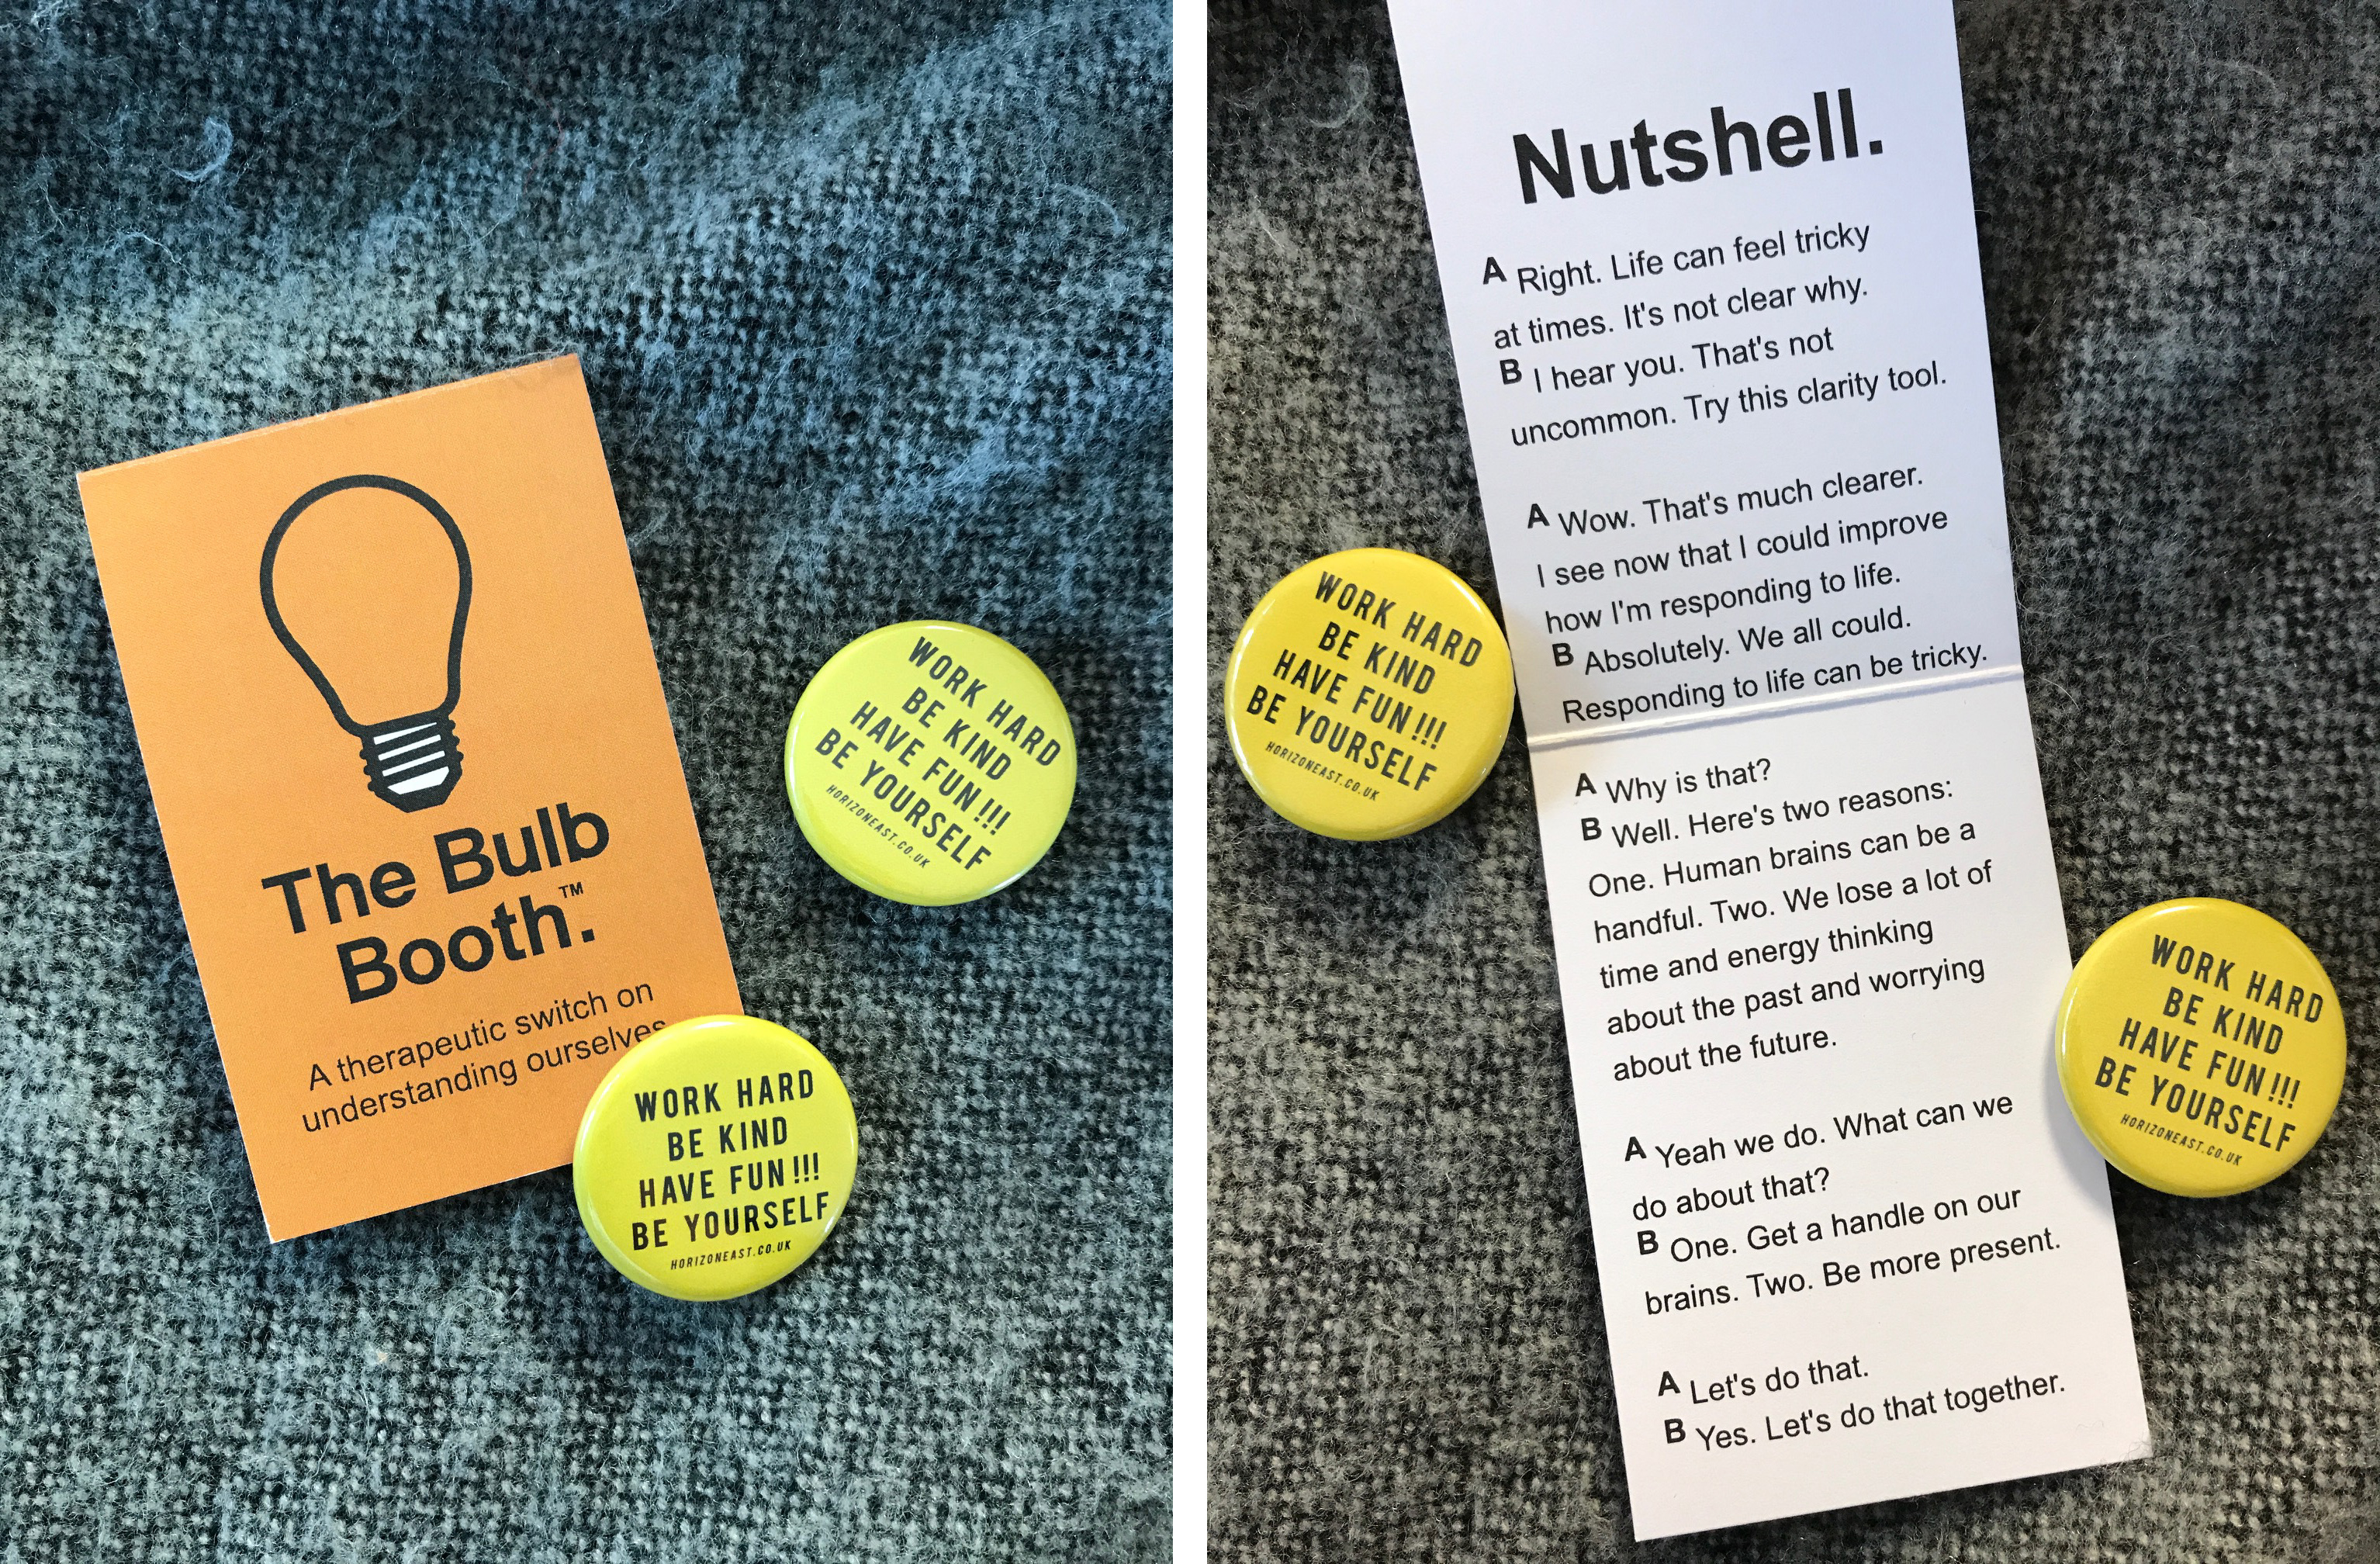 The Bulb
Booth.™
A therapeutic switch on
understanding ourselves
WORK HARD
BE KIND
HAVE FUN!!!
BE YOURSELF
HORIZONEAST.CO.UK
WORK HARD
BE KIND
HAVE FUN!!!
BE YOURSELF
HORIZONEAST.CO.UK
Nutshell.
A Right. Life can feel tricky
at times. It's not clear why.
B I hear you. That's not
uncommon. Try this clarity tool.
A Wow. That's much clearer.
I see now that I could improve
how I'm responding to life.
B Absolutely. We all could.
Responding to life can be tricky.
A Why is that?
B Well. Here's two reasons:
One. Human brains can be a
handful. Two. We lose a lot of
time and energy thinking
about the past and worrying
about the future.
A Yeah we do. What can we
do about that?
B One. Get a handle on our
brains. Two. Be more present.
A Let's do that.
B Yes. Let's do that together.
WORK HARD
BE KIND
HAVE FUN!!!
BE YOURSELF
HORIZONEAST.CO.UK
WORK HARD
BE KIND
HAVE FUN!!!
BE YOURSELF
HORIZONEAST.CO.UK